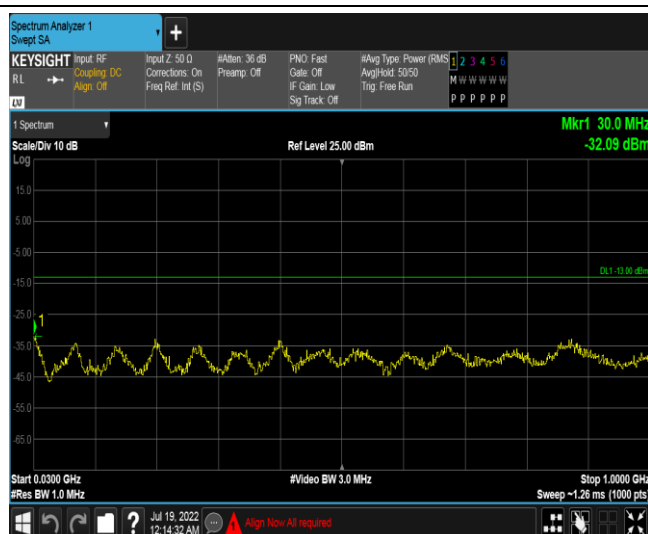 Spectrum Analyzer 1
Swept SA
+
KEYSIGHT
RL
LXI
Input: RF
Coupling: DC
Align: Off
Input Z: 50 Ω
Corrections: On
Freq Ref: Int (S)
#Atten: 36 dB
Preamp: Off
PNO: Fast
Gate: Off
IF Gain: Low
Sig Track: Off
#Avg Type: Power (RMS
Avg|Hold: 50/50
Trig: Free Run
1 2 3 4 5 6
M W W W W W
P P P P P P
1 Spectrum
Scale/Div 10 dB
Ref Level 25.00 dBm
Mkr1 30.0 MHz
-32.09 dBm
Log
15.0
5.00
-5.00
DL1 -13.00 dBm
-15.0
-25.0
1
-35.0
-45.0
-55.0
-65.0
Start 0.0300 GHz
#Video BW 3.0 MHz
Stop 1.0000 GHz
#Res BW 1.0 MHz
Sweep ~1.26 ms (1000 pts)
?
Jul 19, 2022
12:14:32 AM
Align Now All required